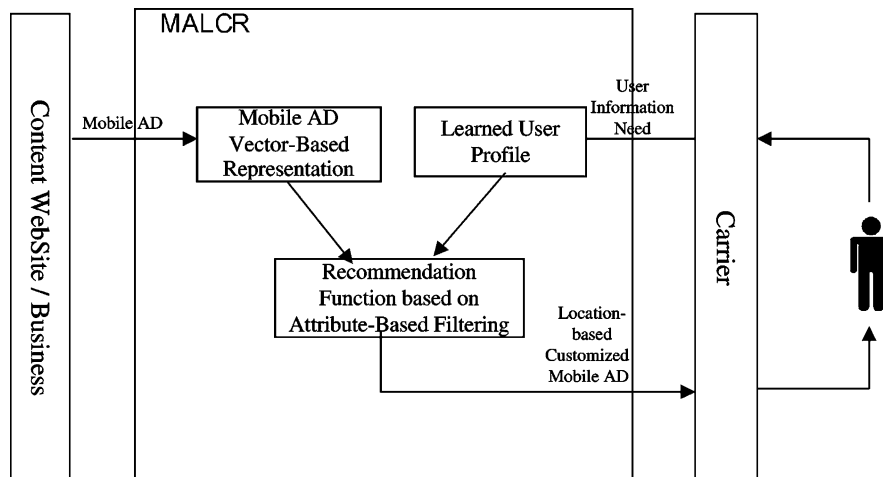 MALCR
Content WebSite / Business
Mobile AD
Mobile AD
Vector-Based
Representation
Learned User
Profile
User
Information
Need
Recommendation
Function based on
Attribute-Based Filtering
Location-
based
Customized
Mobile AD
Carrier